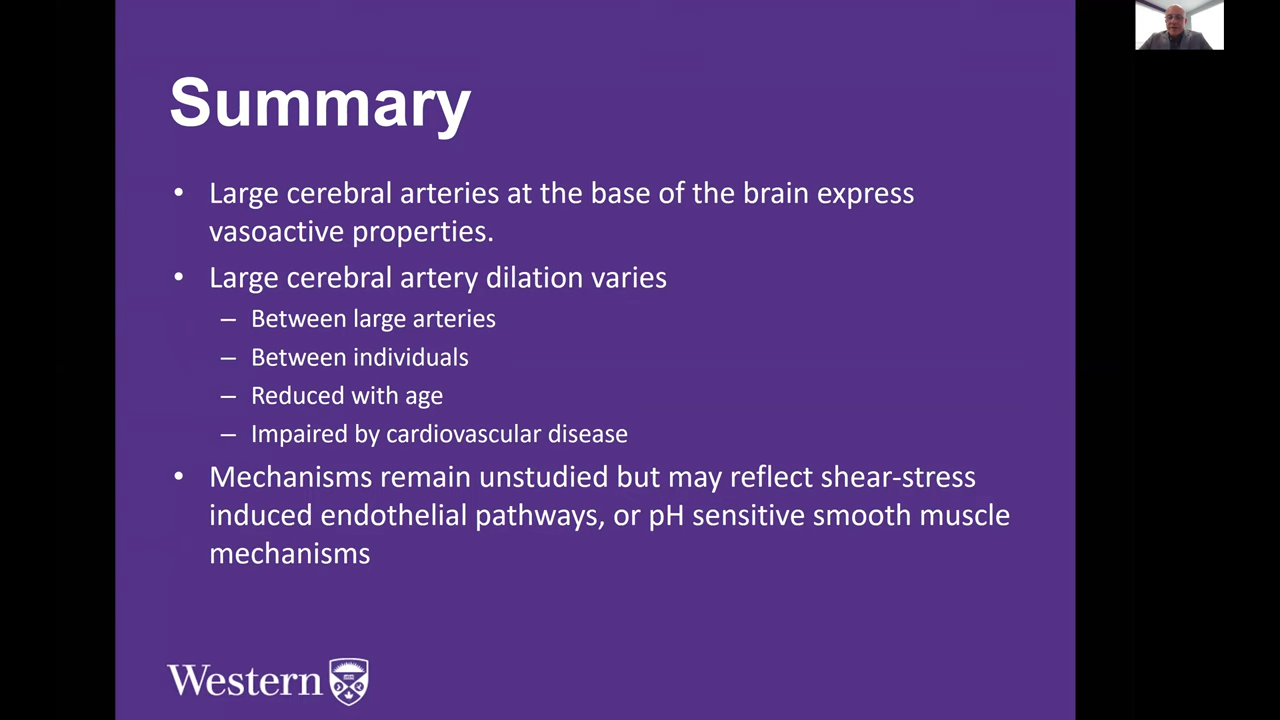 Summary
• Large cerebral arteries at the base of the brain express
vasoactive properties.
• Large cerebral artery dilation varies
– Between large arteries
– Between individuals
– Reduced with age
– Impaired by cardiovascular disease
• Mechanisms remain unstudied but may reflect shear-stress
induced endothelial pathways, or pH sensitive smooth muscle
mechanisms
Western